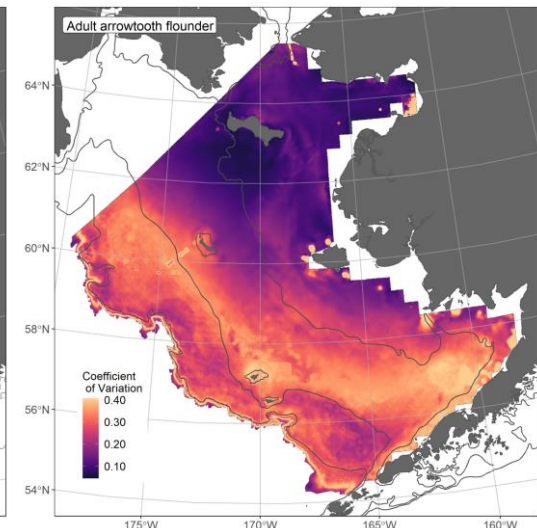 Adult arrowtooth flounder
64°N
62°N
60°N
58°N
56°N
54°N
Coefficient
of Variation
0.40
0.30
0.20
0.10
175°W
170°W
165°W
160°W